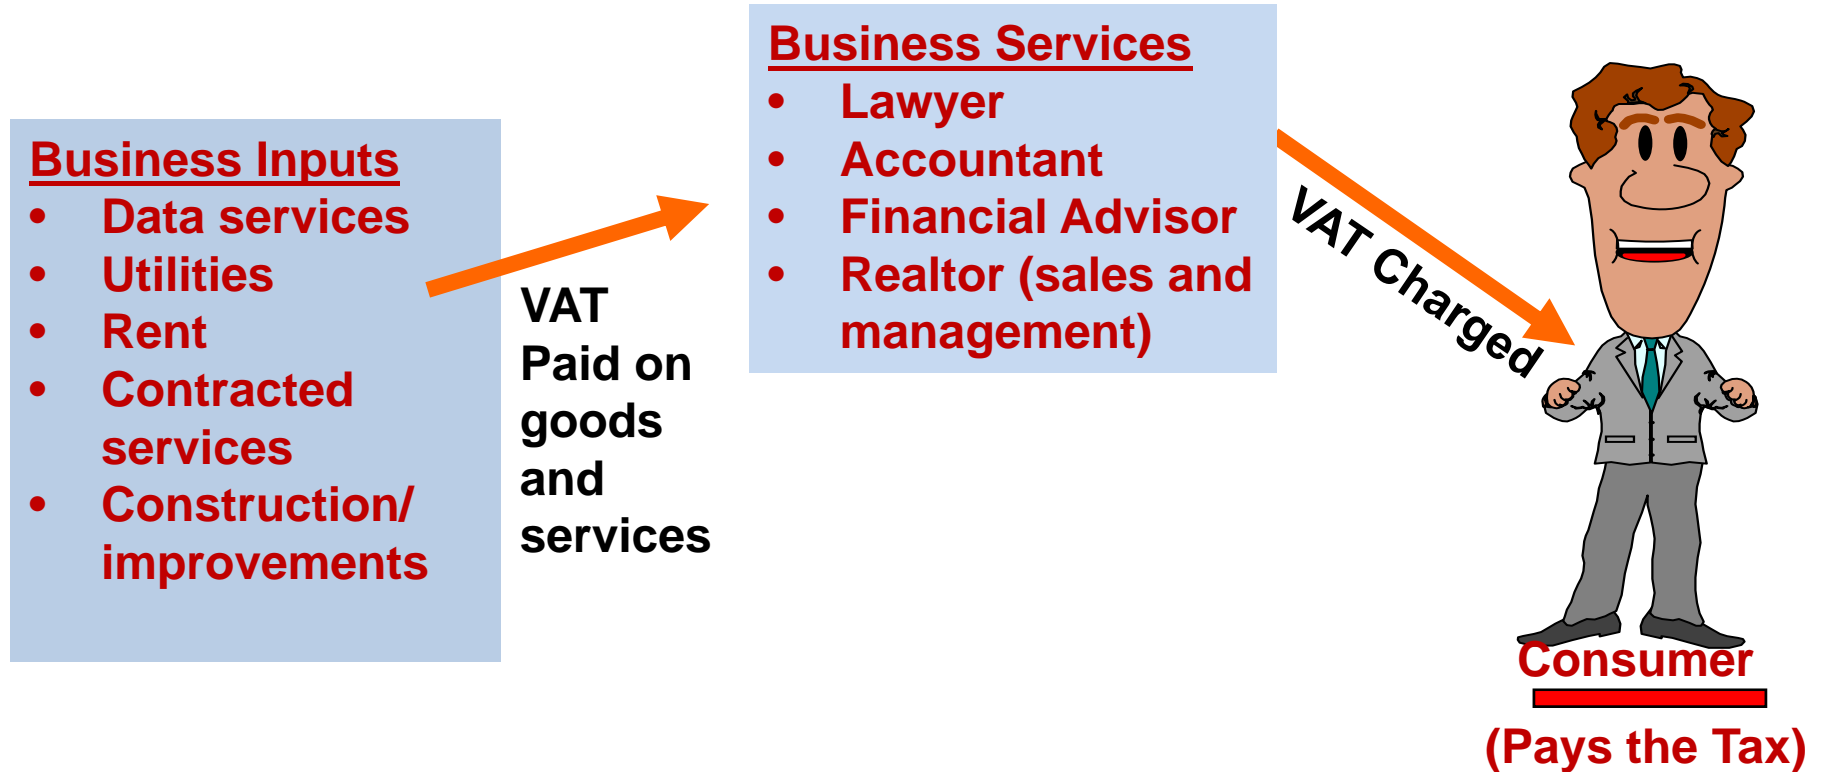 Business Inputs
• Data services
• Utilities
• Rent
• Contracted
services
• Construction/
improvements
VAT
Paid on
goods
and
services
Business Services
• Lawyer
• Accountant
• Financial Advisor
• Realtor (sales and
management)
VAT Charged
Consumer
(Pays the Tax)